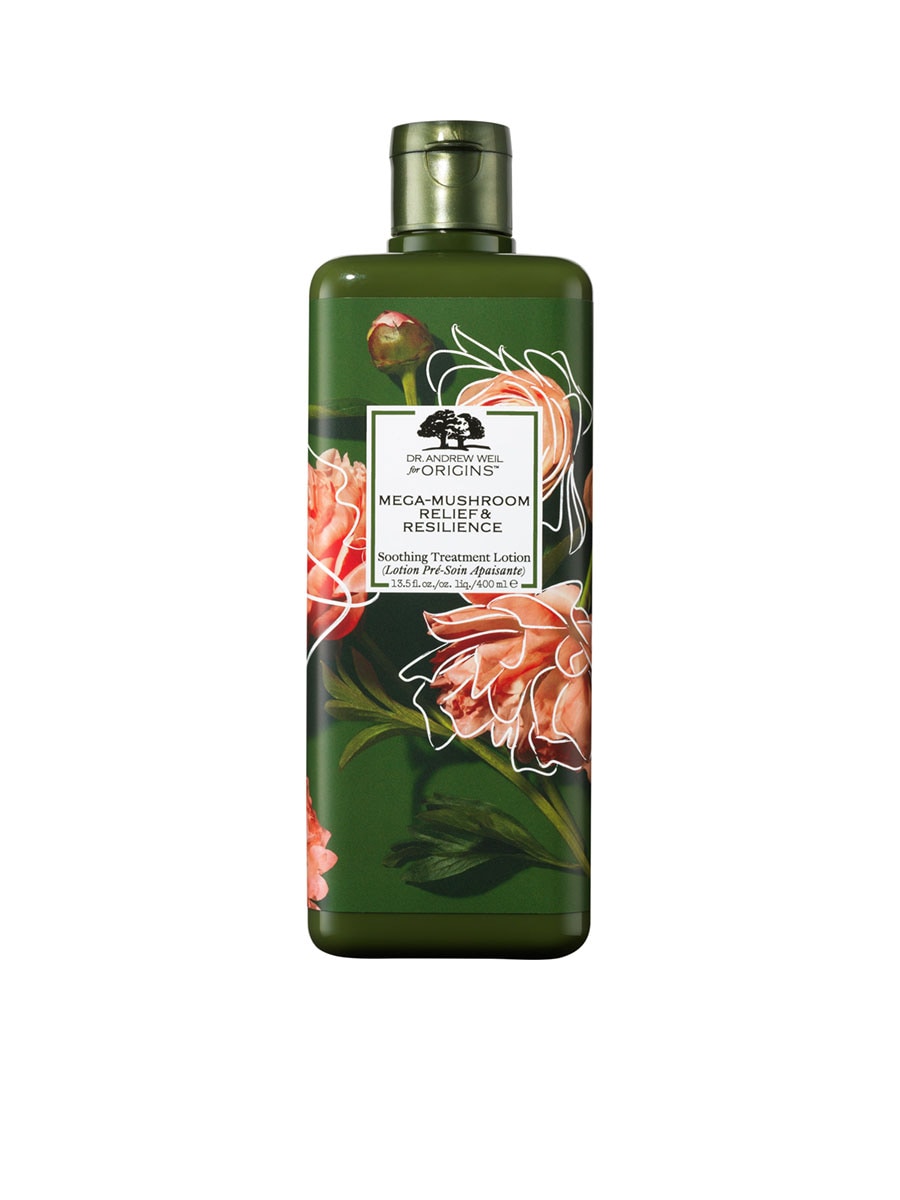 DR. ANDREW WEIL
for ORIGINS™
MEGA-MUSHROOM
RELIEF &
RESILIENCE
Soothing Treatment Lotion
(Lotion Pré-Soin Apaisante)
13.5 fl.oz./oz. liq./400 ml ℮